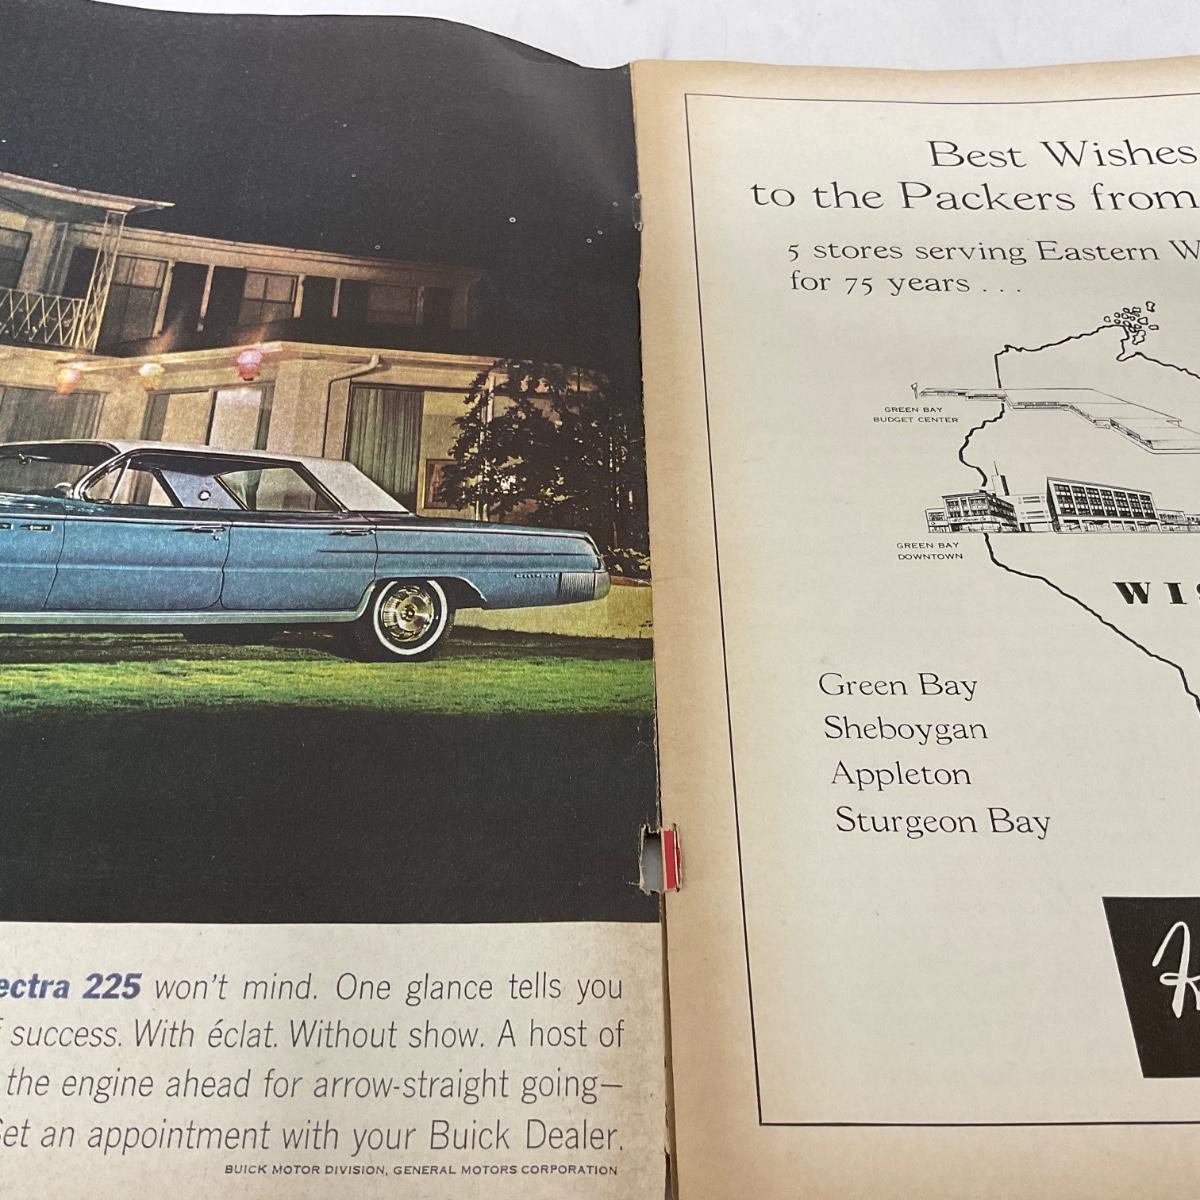 ectra 225 won't mind. One glance tells you
success. With éclat. Without show. A host of
the engine ahead for arrow-straight going—
Get an appointment with your Buick Dealer.
BUICK MOTOR DIVISION, GENERAL MOTORS CORPORATION
Best Wishes
to the Packers from
5 stores serving Eastern W
for 75 years . . .
GREEN BAY
BUDGET CENTER
GREEN BAY
DOWNTOWN
WIS
Green Bay
Sheboygan
Appleton
Sturgeon Bay